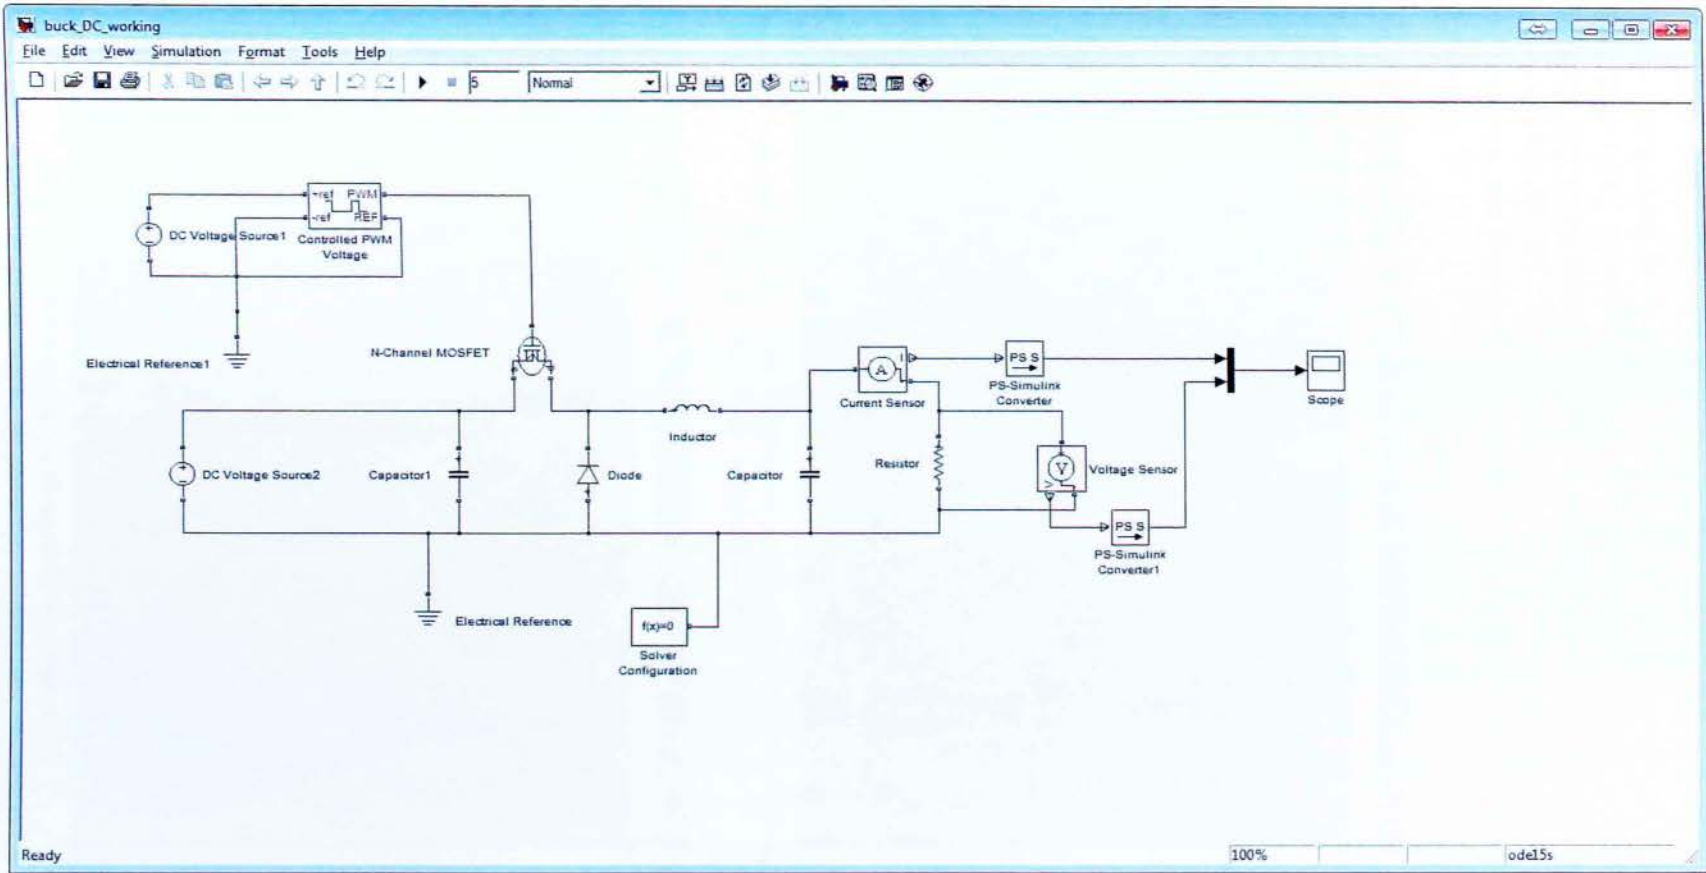 buck_DC_working
File Edit View Simulation Format Tools Help
5 Normal
+ref PWM
-ref REF
DC Voltage Source1
Controlled PWM
Voltage
N-Channel MOSFET
Electrical Reference1
A I
PS S
Current Sensor
PS-Simulink
Converter
Scope
Inductor
DC Voltage Source2
Capacitor1
Diode
Capacitor
Resistor
V
V
Voltage Sensor
PS S
PS-Simulink
Converter1
Electrical Reference
f(x)=0
Solver
Configuration
Ready
100%
ode15s